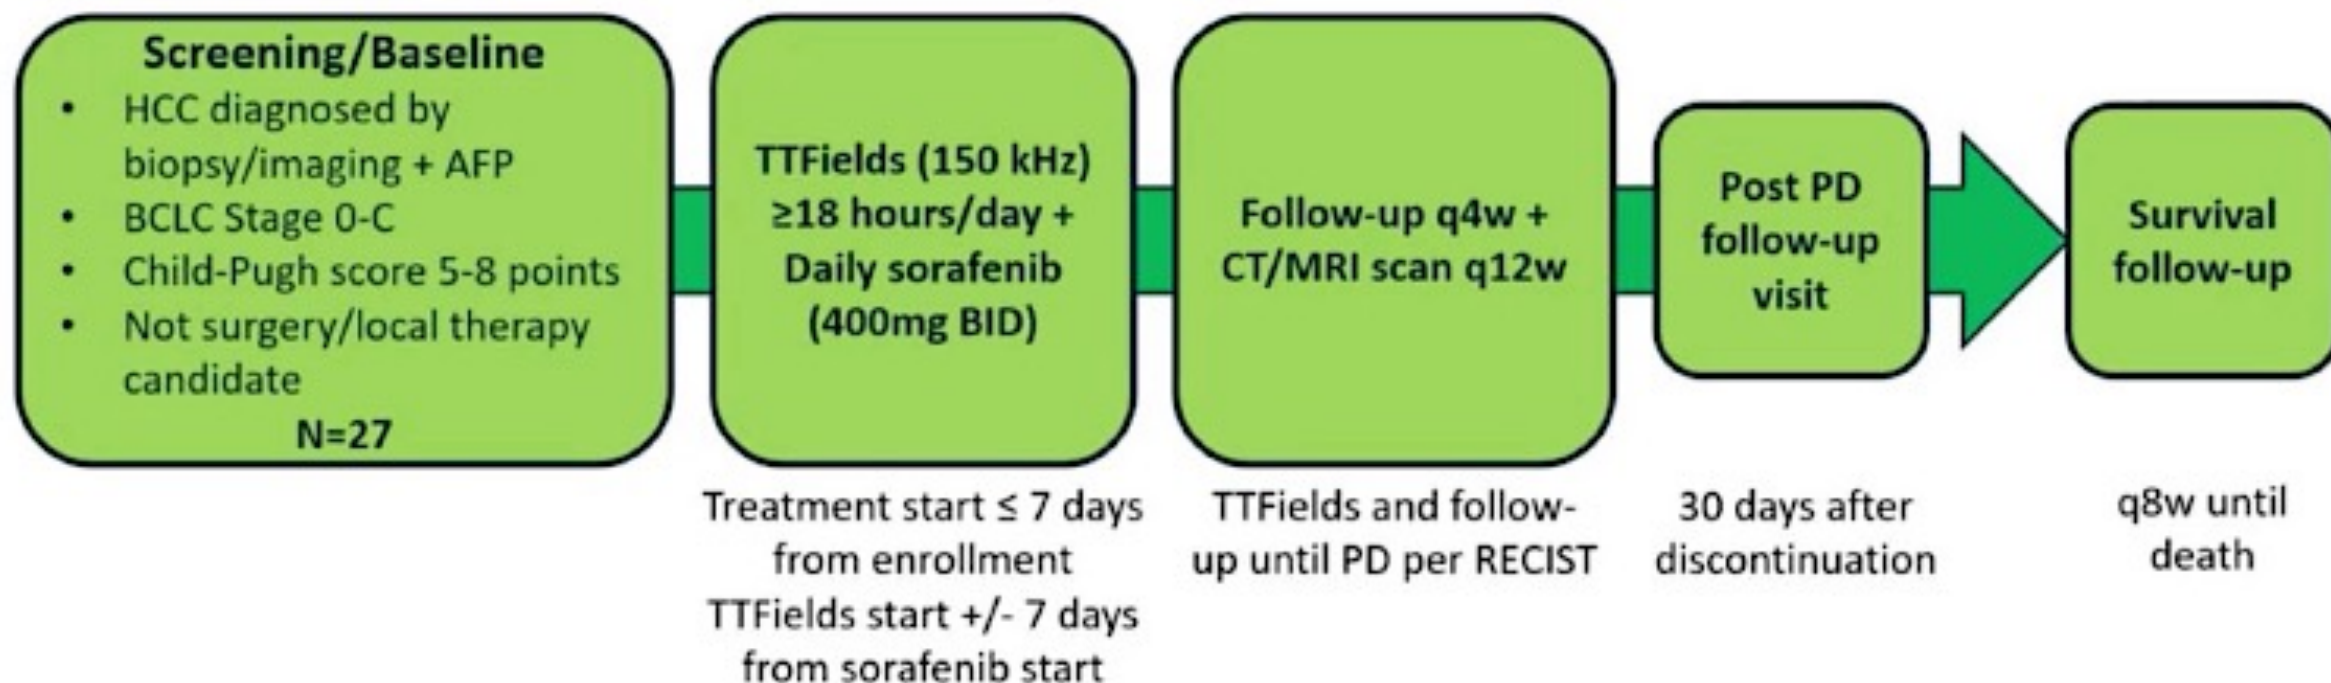 Screening/Baseline
• HCC diagnosed by
biopsy/imaging + AFP
• BCLC Stage 0-C
• Child-Pugh score 5-8 points
• Not surgery/local therapy
candidate
N=27
TTFields (150 kHz)
≥18 hours/day +
Daily sorafenib
(400mg BID)
Treatment start ≤ 7 days
from enrollment
TTFields start +/- 7 days
from sorafenib start
Follow-up q4w +
CT/MRI scan q12w
TTFields and follow-
up until PD per RECIST
Post PD
follow-up
visit
30 days after
discontinuation
Survival
follow-up
q8w until
death